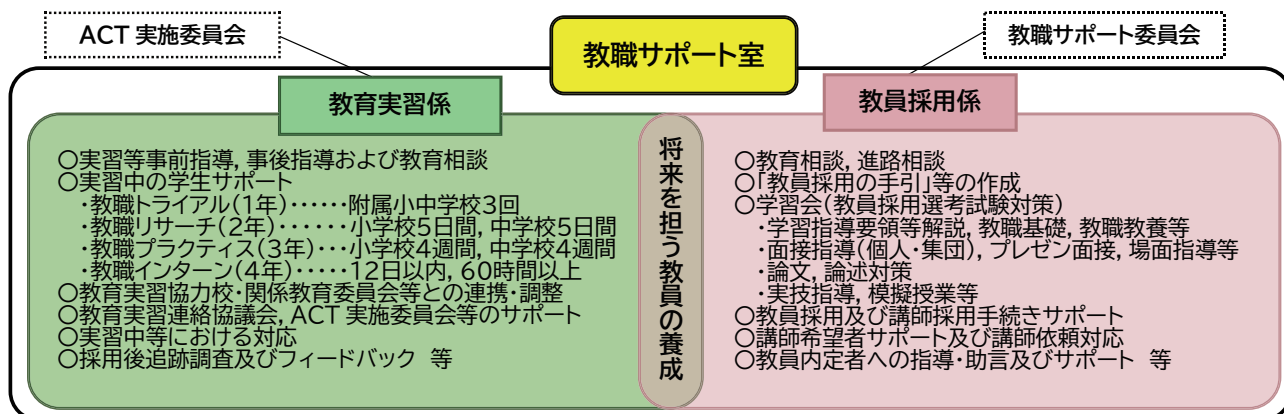 ACT 実施委員会
教職サポート室
教職サポート委員会
教育実習係
○実習等事前指導, 事後指導および教育相談
○実習中の学生サポート
・教職トライアル(1年)‥‥‥附属小中学校3回
・教職リサーチ(2年)‥‥‥小学校5日間, 中学校5日間
・教職プラクティス(3年)‥・小学校4週間, 中学校4週間
・教職インターン(4年)‥‥・12日以内, 60時間以上
○教育実習協力校・関係教育委員会等との連携・調整
○教育実習連絡協議会, ACT 実施委員会等のサポート
○実習中等における対応
○採用後追跡調査及びフィードバック 等
将来を担う教員の養成
教員採用係
○教育相談, 進路相談
○「教員採用の手引」等の作成
○学習会(教員採用選考試験対策)
・学習指導要領等解説, 教職基礎, 教職教養等
・面接指導(個人・集団), プレゼン面接, 場面指導等
・論文, 論述対策
・実技指導, 模擬授業等
○教員採用及び講師採用手続きサポート
○講師希望者サポート及び講師依頼対応
○教員内定者への指導・助言及びサポート 等